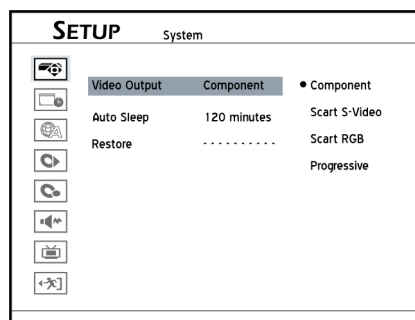 SETUP System
Video Output Component
Auto Sleep 120 minutes
Restore - - - - - - - - - -
● Component
Scart S-Video
Scart RGB
Progressive